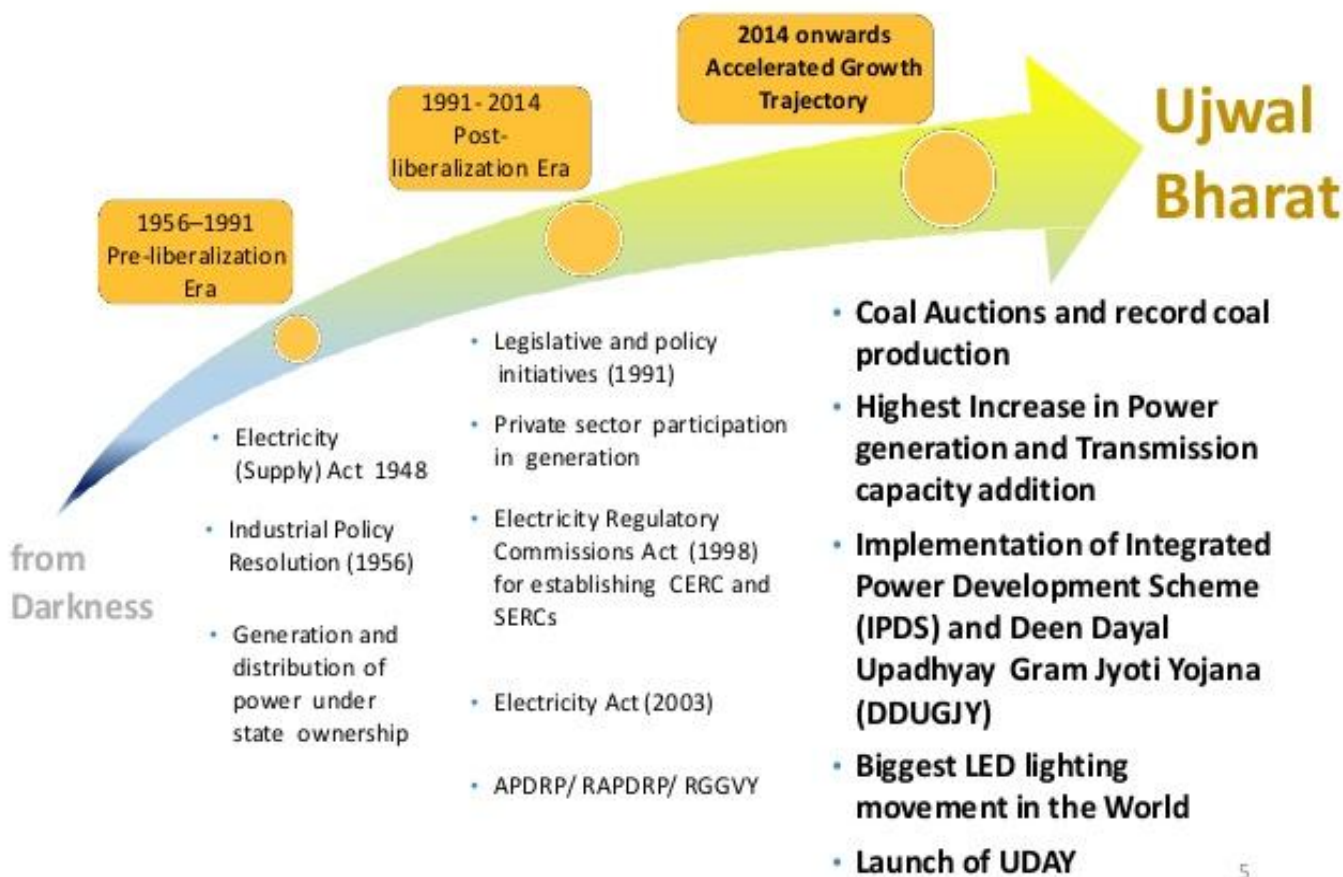 2014 onwards
Accelerated Growth
Trajectory
Ujwal
Bharat
1991- 2014
Post-
liberalization Era
1956–1991
Pre-liberalization
Era
from
Darkness
• Electricity
(Supply) Act 1948
• Industrial Policy
Resolution (1956)
• Generation and
distribution of
power under
state ownership
• Legislative and policy
initiatives (1991)
• Private sector participation
in generation
• Electricity Regulatory
Commissions Act (1998)
for establishing CERC and
SERCs
• Electricity Act (2003)
• APDRP/ RAPDRP/ RGGVY
• Coal Auctions and record coal
production
• Highest Increase in Power
generation and Transmission
capacity addition
• Implementation of Integrated
Power Development Scheme
(IPDS) and Deen Dayal
Upadhyay Gram Jyoti Yojana
(DDUGJY)
• Biggest LED lighting
movement in the World
• Launch of UDAY
5